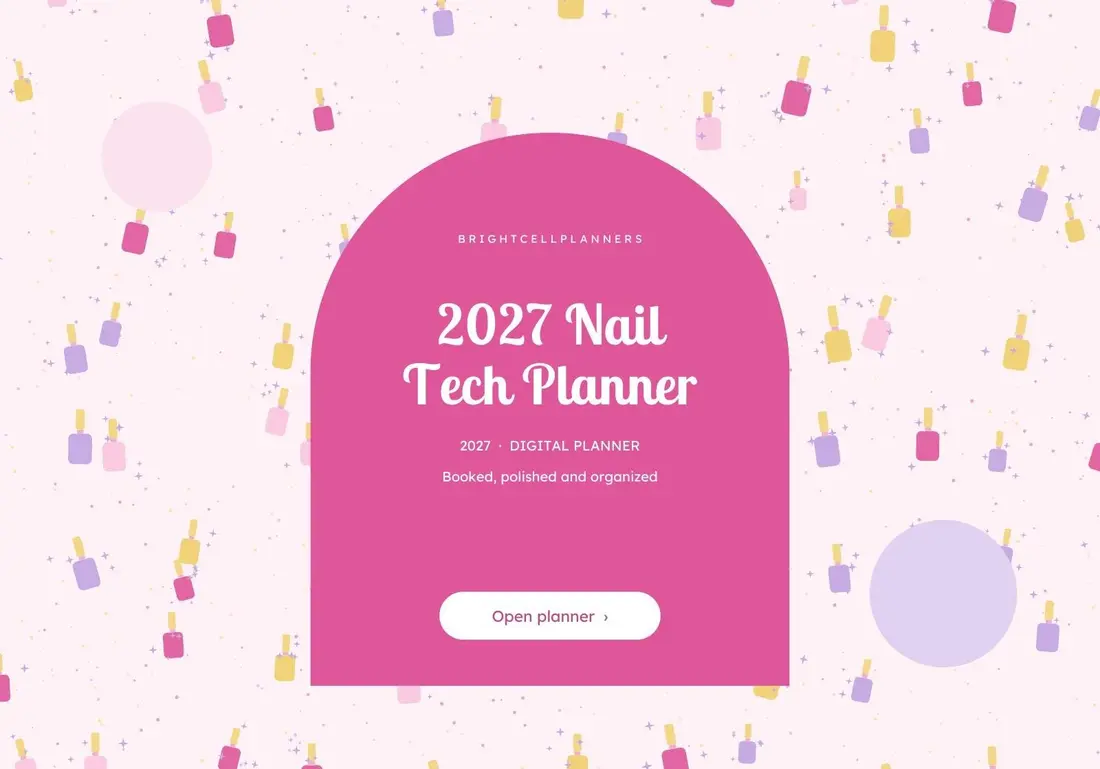 BRIGHTCELLPLANNERS
2027 Nail
Tech Planner
2027 · DIGITAL PLANNER
Booked, polished and organized
Open planner ›